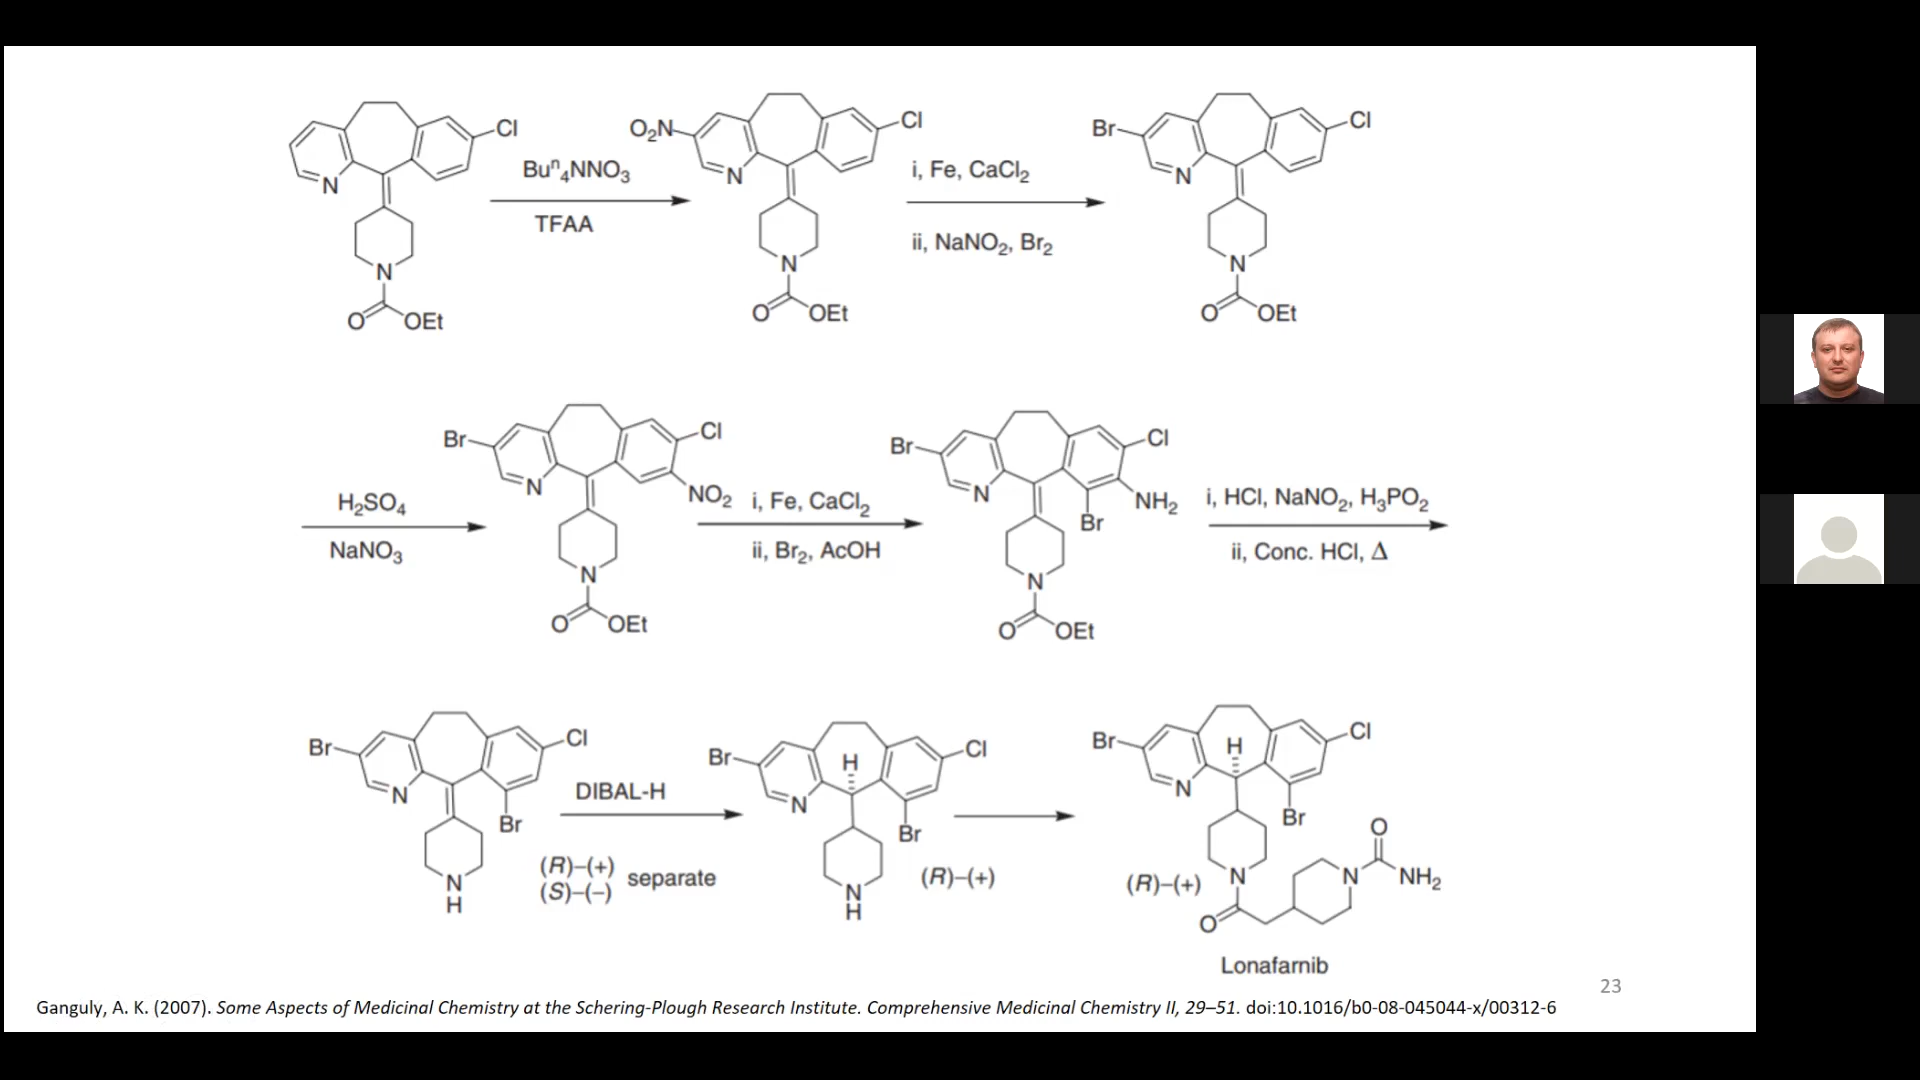 Cl
N
N
O
OEt
Buⁿ₄NNO₃
TFAA
O₂N
Cl
N
N
O
OEt
i, Fe, CaCl₂
ii, NaNO₂, Br₂
Br
Cl
N
N
O
OEt
H₂SO₄
NaNO₃
Br
Cl
N
NO₂
N
O
OEt
i, Fe, CaCl₂
ii, Br₂, AcOH
Br
Cl
N
NH₂
Br
N
O
OEt
i, HCl, NaNO₂, H₃PO₂
ii, Conc. HCl, Δ
Br
Cl
N
Br
N
H
DIBAL-H
(R)–(+)
(S)–(–)
separate
Br
Cl
H
N
Br
N
H
(R)–(+)
Br
Cl
H
N
Br
O
N
NH₂
(R)–(+)
N
O
Lonafarnib
23
Ganguly, A. K. (2007). Some Aspects of Medicinal Chemistry at the Schering-Plough Research Institute. Comprehensive Medicinal Chemistry II, 29–51. doi:10.1016/b0-08-045044-x/00312-6